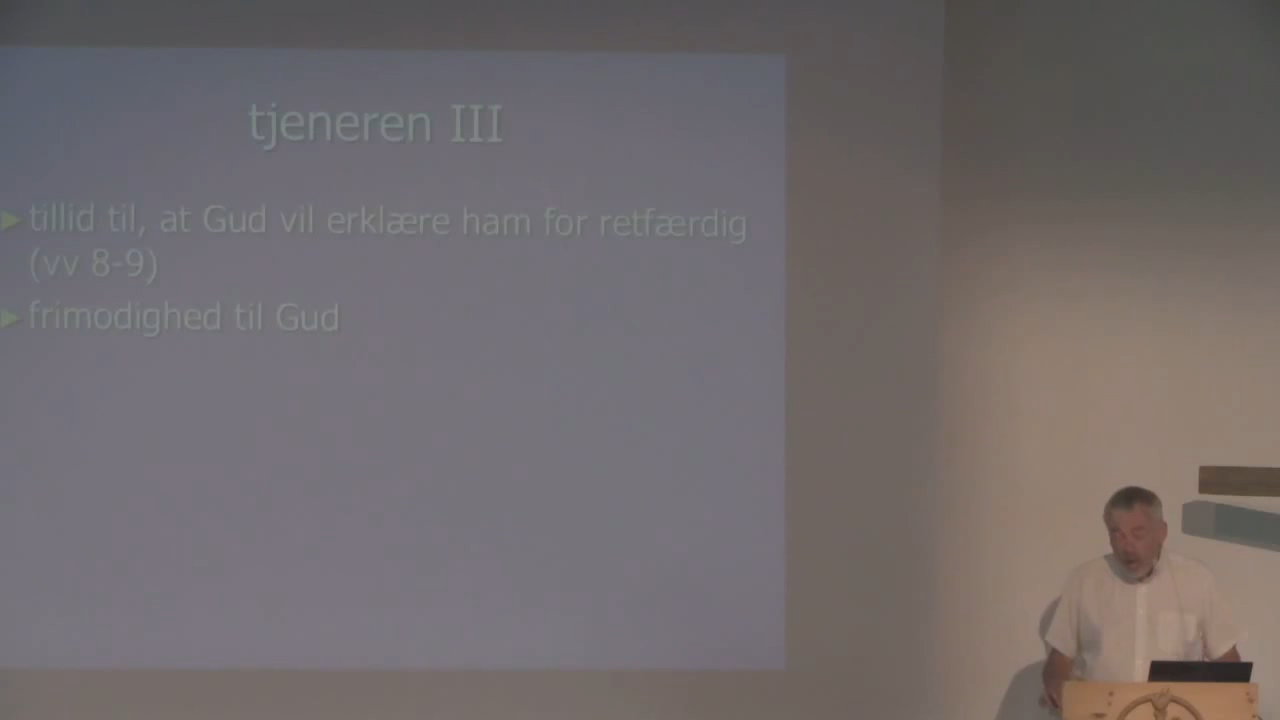 tjeneren III
tillid til, at Gud vil erklære ham for retfærdig
(vv 8-9)
frimodighed til Gud